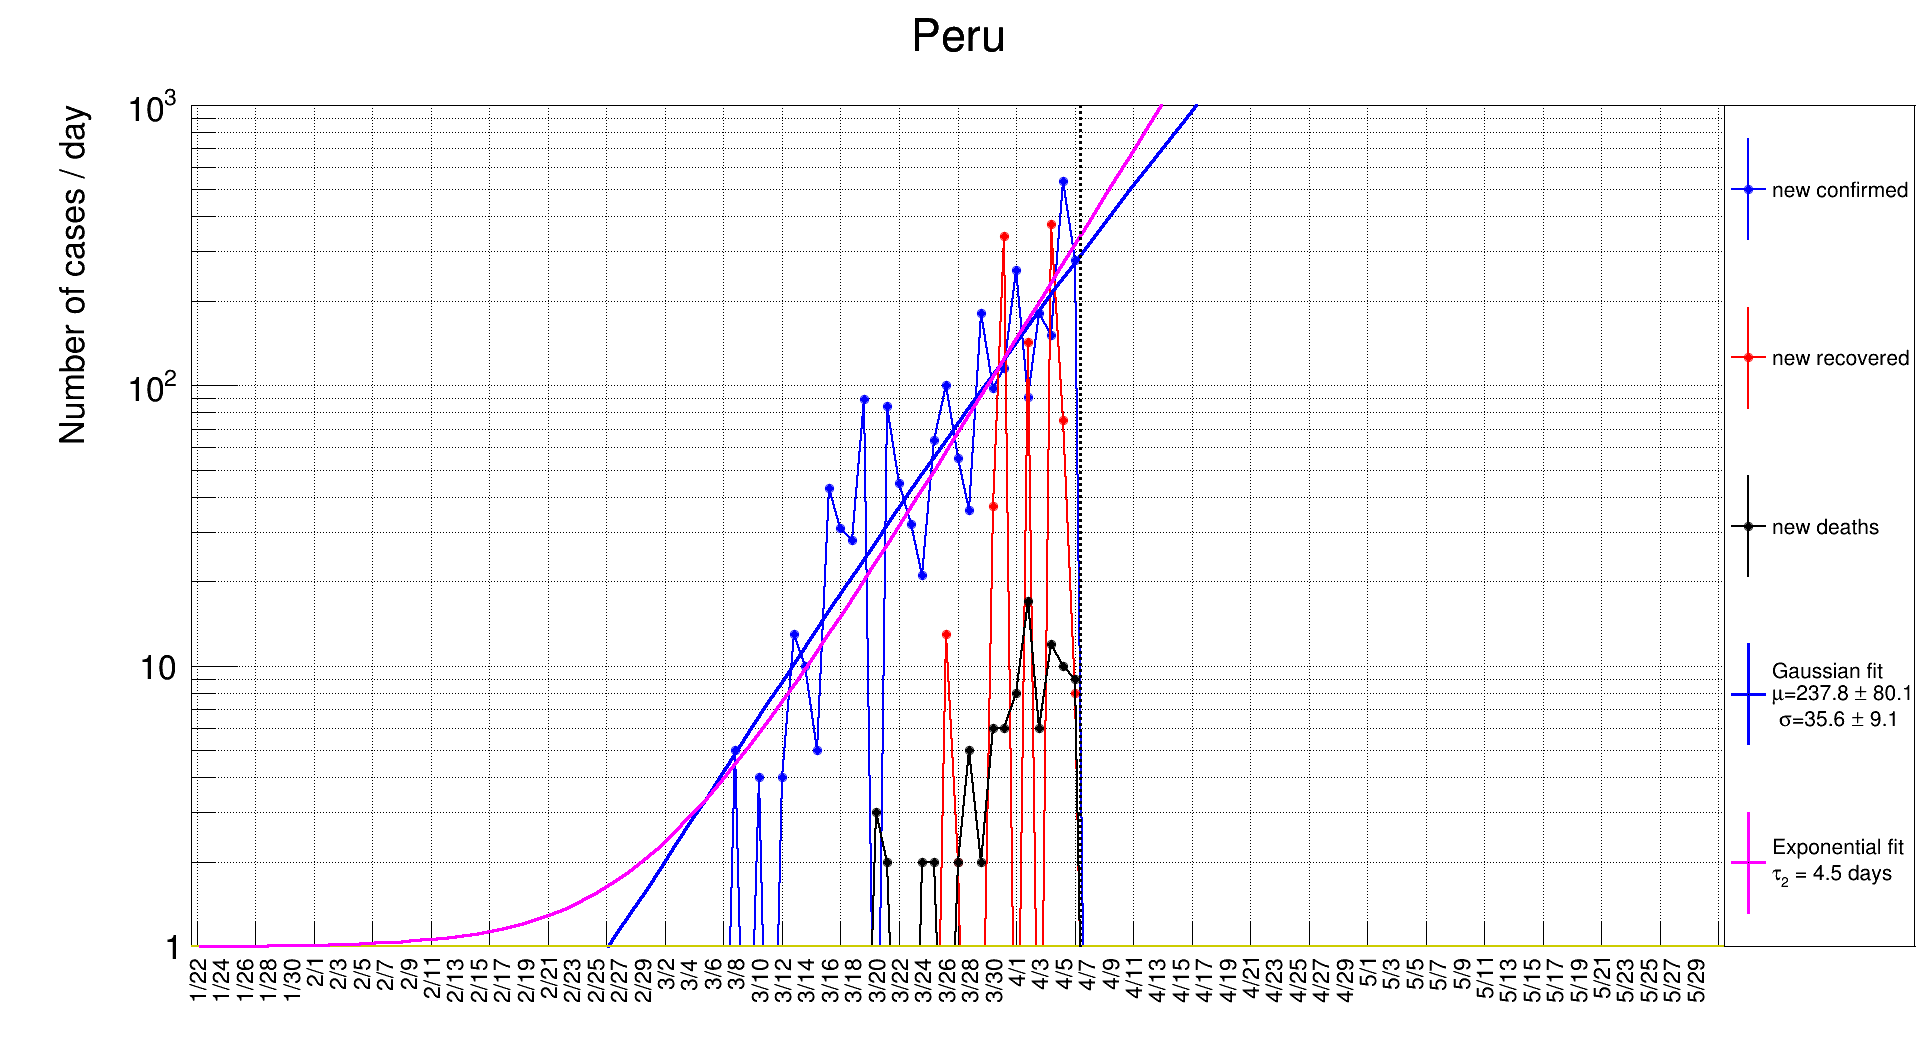 Peru
Number of cases / day
10³
10²
10
1
1/22 1/24 1/26 1/28 1/30 2/1 2/3 2/5 2/7 2/9 2/11 2/13 2/15 2/17 2/19 2/21 2/23 2/25 2/27 2/29 3/2 3/4 3/6 3/8 3/10 3/12 3/14 3/16 3/18 3/20 3/22 3/24 3/26 3/28 3/30 4/1 4/3 4/5 4/7 4/9 4/11 4/13 4/15 4/17 4/19 4/21 4/23 4/25 4/27 4/29 5/1 5/3 5/5 5/7 5/9 5/11 5/13 5/15 5/17 5/19 5/21 5/23 5/25 5/27 5/29
new confirmed
new recovered
new deaths
Gaussian fit
μ=237.8 ± 80.1
σ=35.6 ± 9.1
Exponential fit
τ₂ = 4.5 days